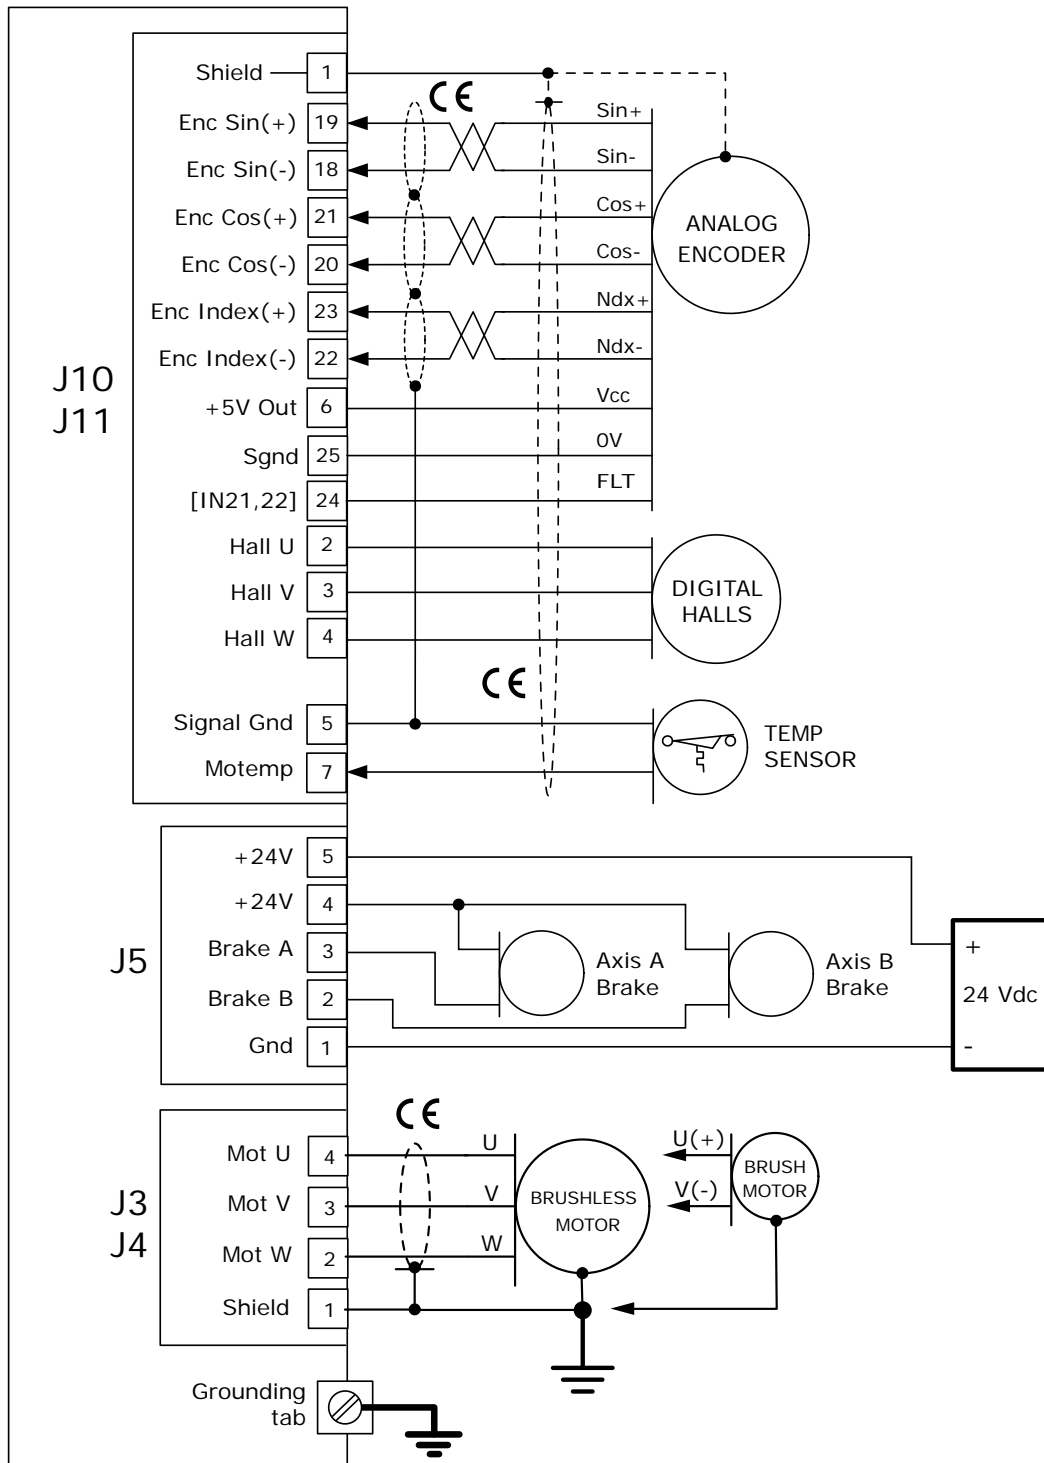 J10
J11
Shield 1
Enc Sin(+) 19 Sin+
Enc Sin(-) 18 Sin-
Enc Cos(+) 21 Cos+
Enc Cos(-) 20 Cos-
Enc Index(+) 23 Ndx+
Enc Index(-) 22 Ndx-
+5V Out 6 Vcc
Sgnd 25 0V
[IN21,22] 24 FLT
CE
ANALOG
ENCODER
Hall U 2
Hall V 3
Hall W 4
DIGITAL
HALLS
CE
Signal Gnd 5
Motemp 7
TEMP
SENSOR
J5
+24V 5
+24V 4
Brake A 3
Brake B 2
Gnd 1
Axis A
Brake
Axis B
Brake
+
24 Vdc
-
J3
J4
CE
Mot U 4 U
Mot V 3 V
Mot W 2 W
Shield 1
BRUSHLESS
MOTOR
U(+)
V(-)
BRUSH
MOTOR
Grounding
tab